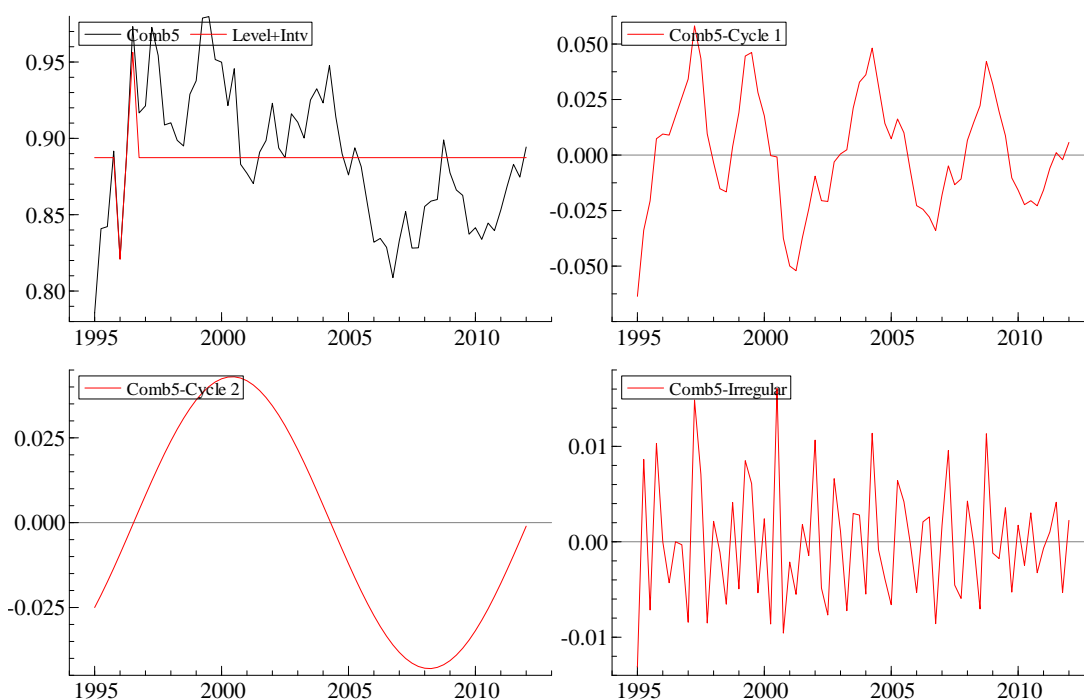 Comb5 Level+Intv
0.95
0.90
0.85
0.80
1995 2000 2005 2010
Comb5-Cycle 1
0.050
0.025
0.000
-0.025
-0.050
1995 2000 2005 2010
Comb5-Cycle 2
0.025
0.000
-0.025
1995 2000 2005 2010
Comb5-Irregular
0.01
0.00
-0.01
1995 2000 2005 2010